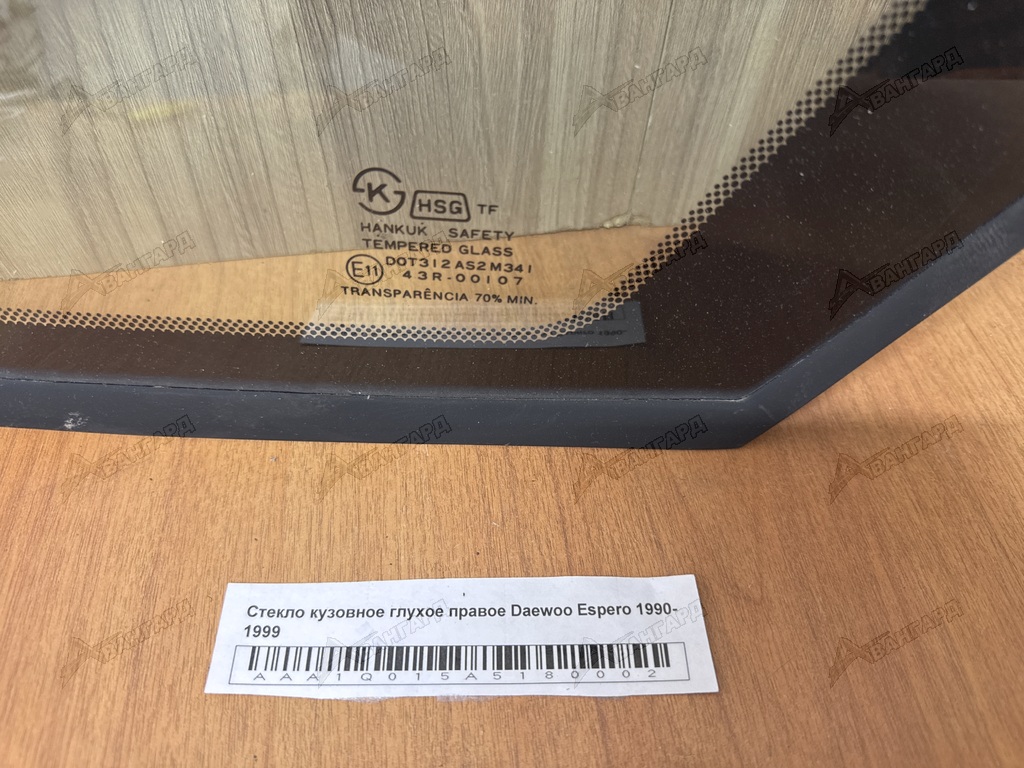 K HSG TF
HANKUK SAFETY
TEMPERED GLASS
DOT312 AS2 M341
E11 43R-00107
TRANSPARÊNCIA 70% MIN.
Стекло кузовное глухое правое Daewoo Espero 1990-
1999
AAA1Q015A5180002
АВАНГАРД